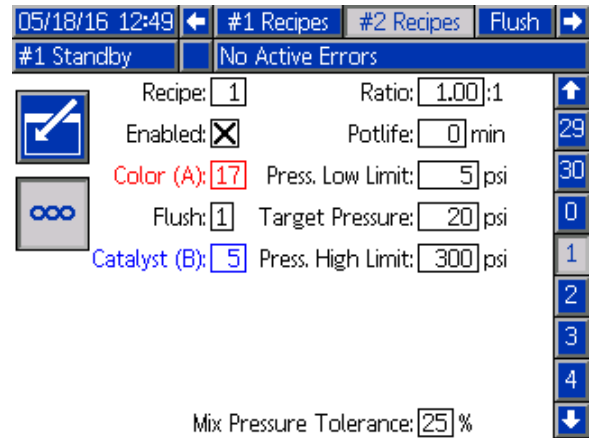 05/18/16 12:49 #1 Recipes #2 Recipes Flush
#1 Standby No Active Errors
Recipe: 1 Ratio: 1.00:1
Enabled: X Potlife: 0 min
Color (A): 17 Press. Low Limit: 5 psi
Flush: 1 Target Pressure: 20 psi
Catalyst (B): 5 Press. High Limit: 300 psi
Mix Pressure Tolerance: 25 %
29
30
0
1
2
3
4